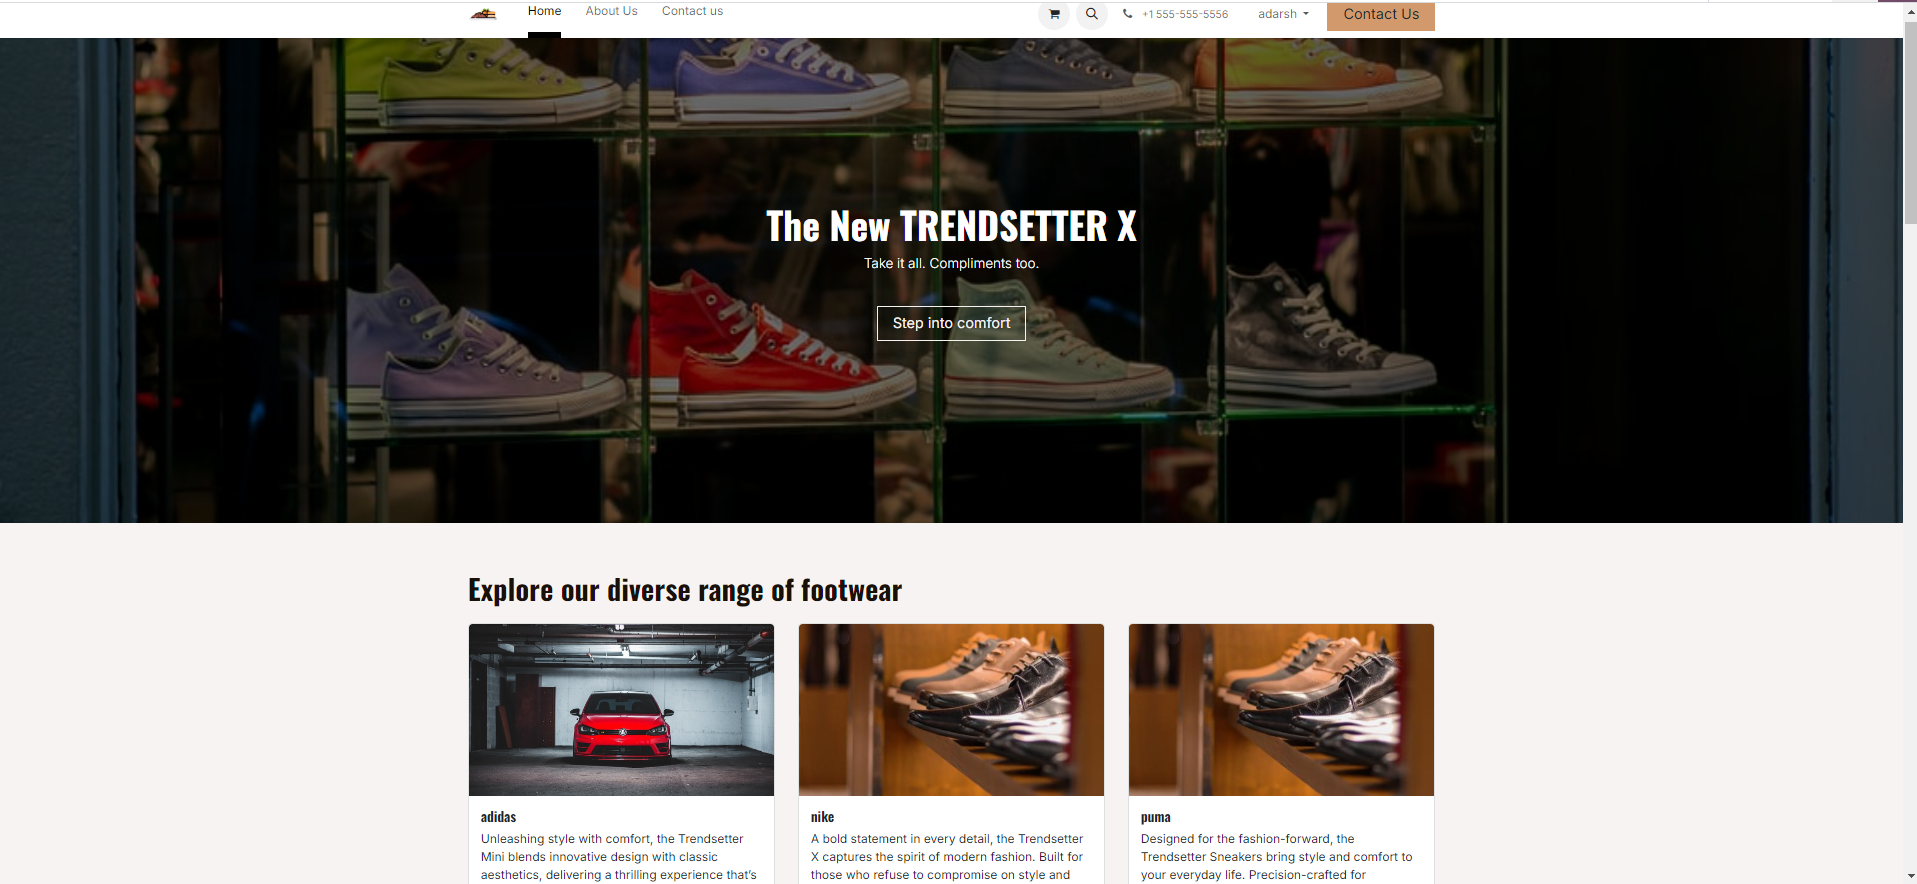 Home About Us Contact us +1 555-555-5556 adarsh Contact Us
The New TRENDSETTER X
Take it all. Compliments too.
Step into comfort
Explore our diverse range of footwear
adidas
Unleashing style with comfort, the Trendsetter
Mini blends innovative design with classic
aesthetics, delivering a thrilling experience that's
nike
A bold statement in every detail, the Trendsetter
X captures the spirit of modern fashion. Built for
those who refuse to compromise on style and
puma
Designed for the fashion-forward, the
Trendsetter Sneakers bring style and comfort to
your everyday life. Precision-crafted for